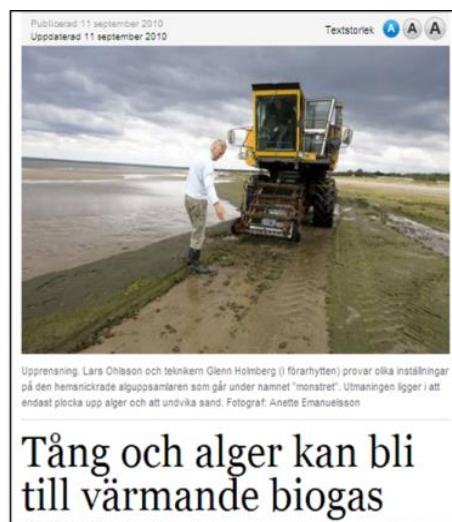 Publicerad 11 september 2010
Uppdaterad 11 september 2010
Textstorlek A A A
Upprensning. Lars Ohlsson och teknikern Glenn Holmberg (i förarhytten) provar olika inställningar
på den hemsnickrade alguppsamlaren som går under namnet "monstret". Utmaningen ligger i att
endast plocka upp alger och att undvika sand. Fotograf: Anette Emanuelsson
Tång och alger kan bli
till värmande biogas